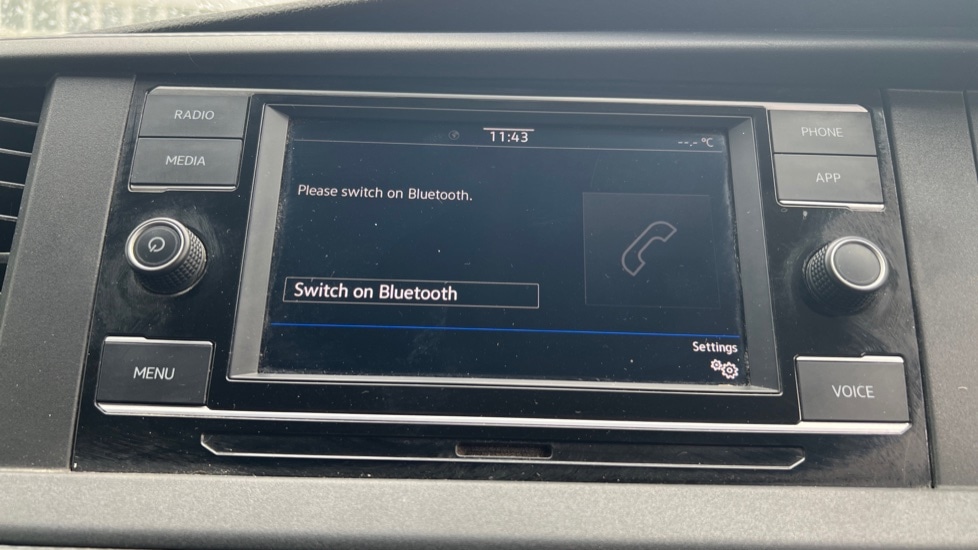 RADIO
MEDIA
MENU
11:43
--.- °C
Please switch on Bluetooth.
Switch on Bluetooth
Settings
PHONE
APP
VOICE